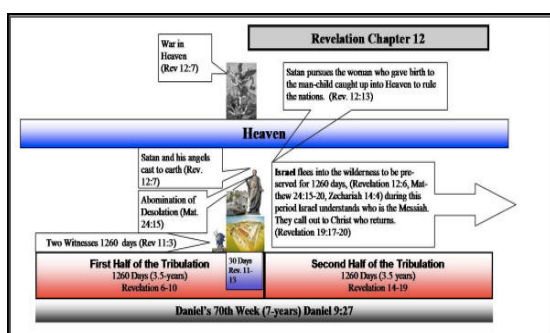 Revelation Chapter 12
War in
Heaven
(Rev 12:7)
Satan pursues the woman who gave birth to
the man-child caught up into Heaven to rule
the nations.  (Rev. 12:13)
Heaven
Satan and his angels
cast to earth (Rev.
12:7)
Abomination of
Desolation (Mat.
24:15)
Two Witnesses 1260  days (Rev 11:3)
Israel flees into the wilderness to be pre-
served for 1260 days, (Revelation 12:6, Mat-
thew 24:15-20, Zechariah 14:4) during this
period Israel understands who is the Messiah.
They call out to Christ who returns.
(Revelation 19:17-20)
First Half of the Tribulation
1260 Days (3.5-years)
Revelation 6-10
30 Days
Rev. 11-
13
Second Half of the Tribulation
1260 Days (3.5 years)
Revelation 14-19
Daniel's 70th Week (7-years) Daniel 9:27